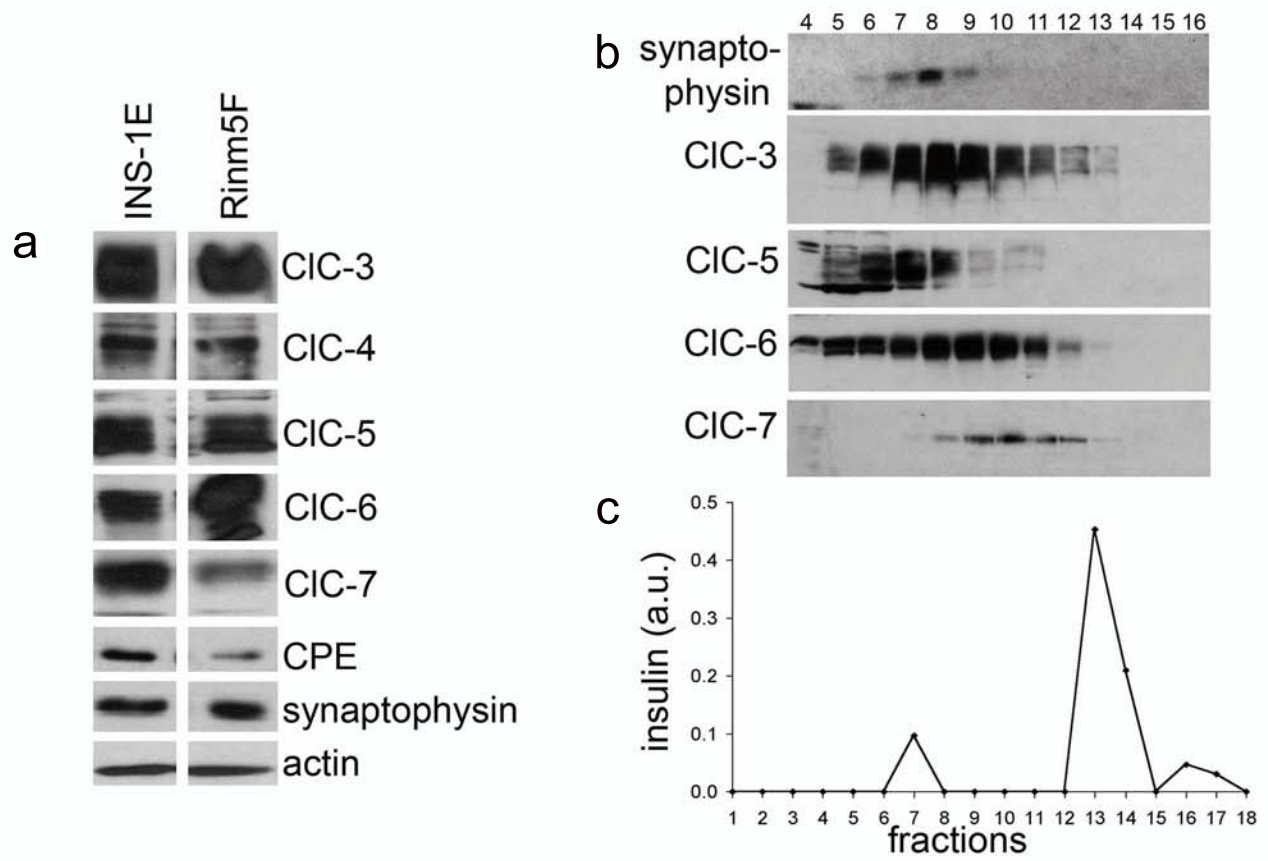 a
INS-1E
Rinm5F
ClC-3
ClC-4
ClC-5
ClC-6
ClC-7
CPE
synaptophysin
actin
b
4 5 6 7 8 9 10 11 12 13 14 15 16
synapto-
physin
ClC-3
ClC-5
ClC-6
ClC-7
c
insulin (a.u.)
0.5
0.4
0.3
0.2
0.1
0.0
1 2 3 4 5 6 7 8 9 10 11 12 13 14 15 16 17 18
fractions